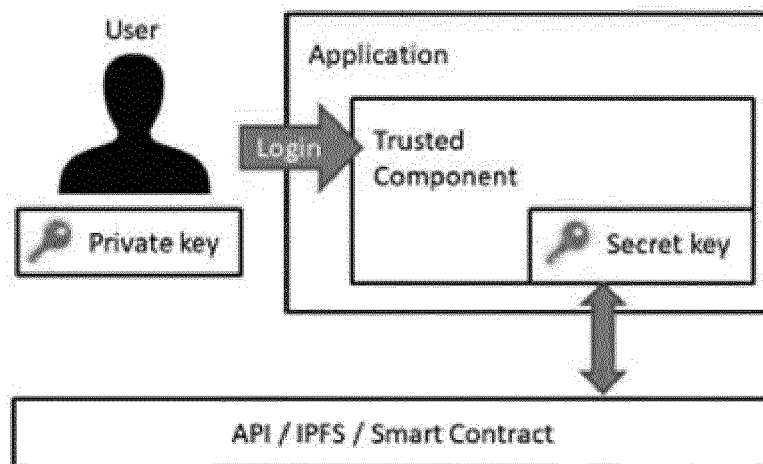 User
Application
Login
Trusted
Component
Private key
Secret key
API / IPFS / Smart Contract